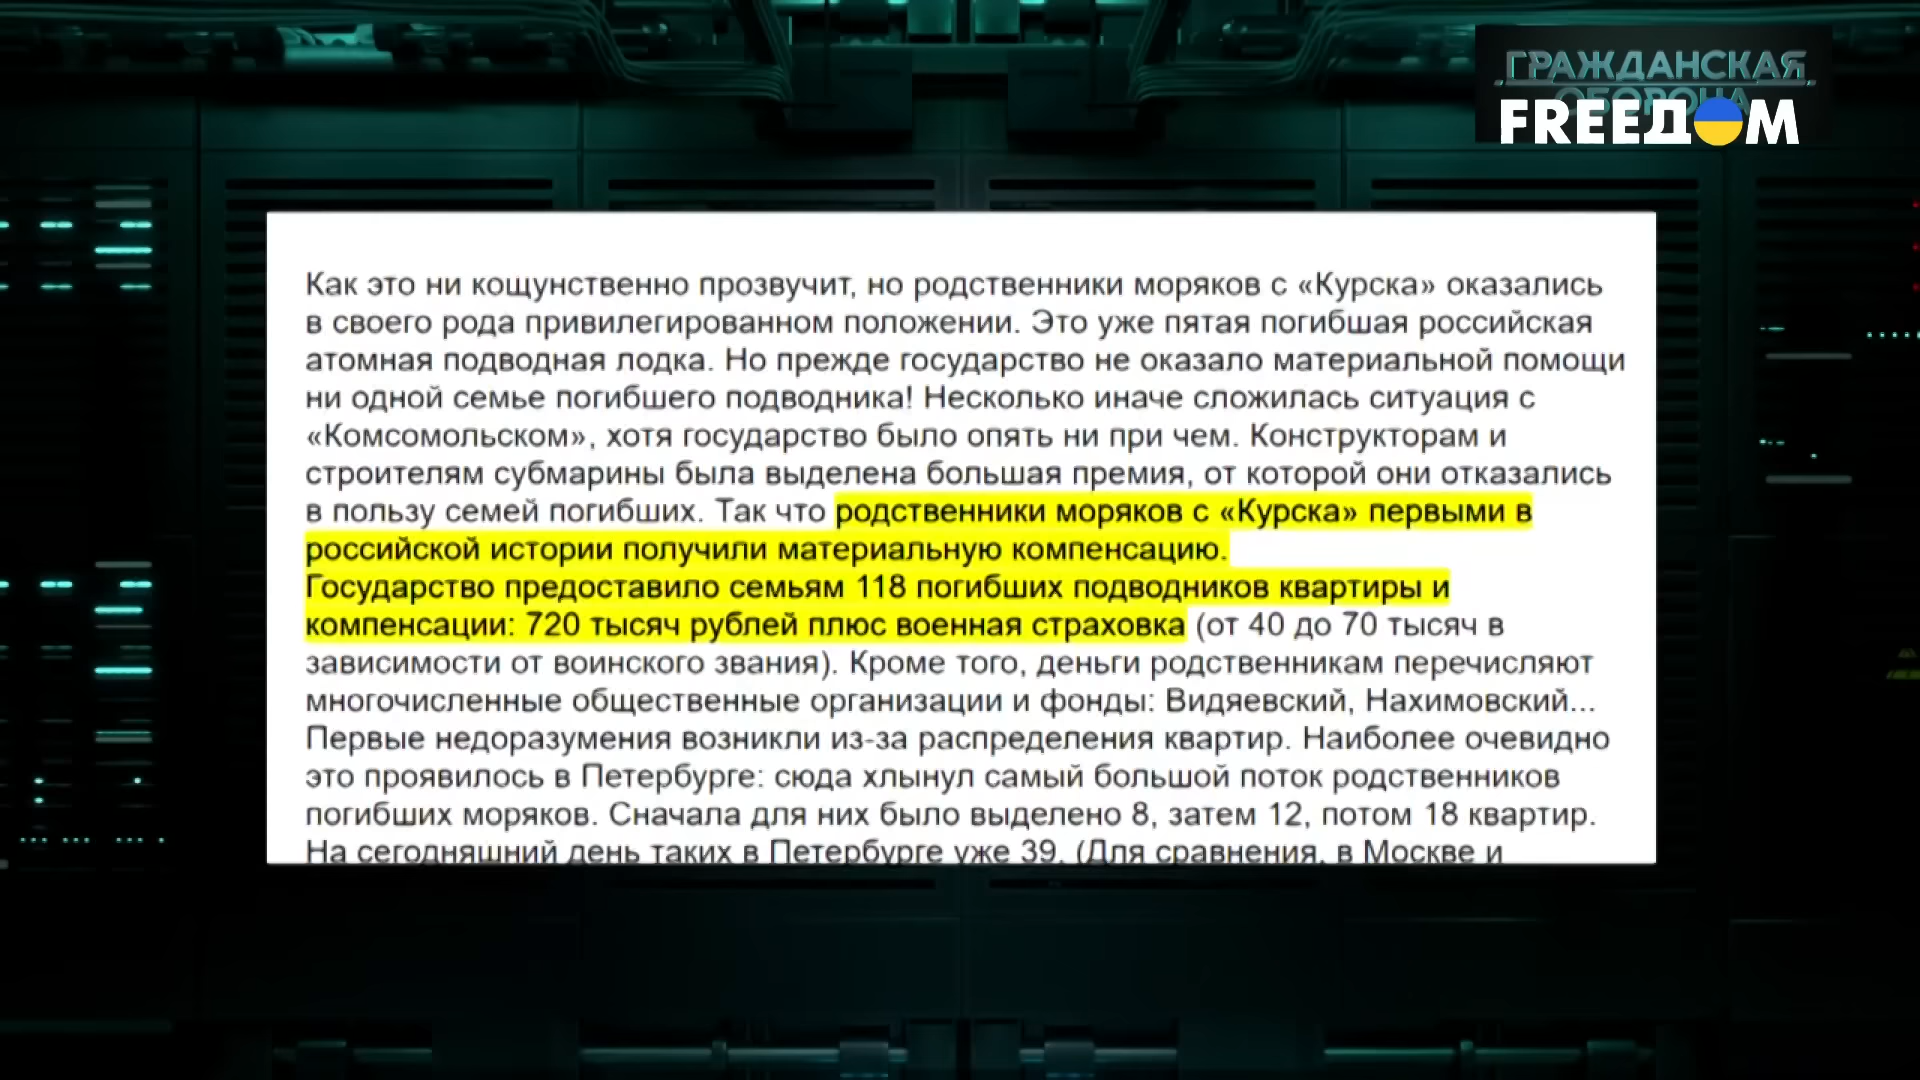 ГРАЖДАНСКАЯ
ОБОРОНА
FREEДOM
Как это ни кощунственно прозвучит, но родственники моряков с «Курска» оказались
в своего рода привилегированном положении. Это уже пятая погибшая российская
атомная подводная лодка. Но прежде государство не оказало материальной помощи
ни одной семье погибшего подводника! Несколько иначе сложилась ситуация с
«Комсомольском», хотя государство было опять ни при чем. Конструкторам и
строителям субмарины была выделена большая премия, от которой они отказались
в пользу семей погибших. Так что родственники моряков с «Курска» первыми в
российской истории получили материальную компенсацию.
Государство предоставило семьям 118 погибших подводников квартиры и
компенсации: 720 тысяч рублей плюс военная страховка (от 40 до 70 тысяч в
зависимости от воинского звания). Кроме того, деньги родственникам перечисляют
многочисленные общественные организации и фонды: Видяевский, Нахимовский...
Первые недоразумения возникли из-за распределения квартир. Наиболее очевидно
это проявилось в Петербурге: сюда хлынул самый большой поток родственников
погибших моряков. Сначала для них было выделено 8, затем 12, потом 18 квартир.
На сегодняшний день таких в Петербурге уже 39. (Для сравнения, в Москве и